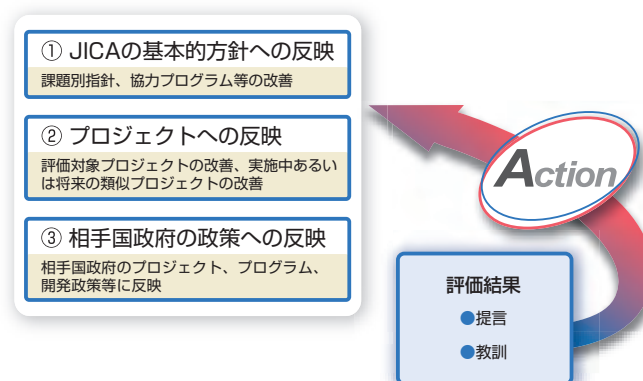 ① JICAの基本的方針への反映
課題別指針、協力プログラム等の改善
② プロジェクトへの反映
評価対象プロジェクトの改善、実施中あるい
は将来の類似プロジェクトの改善
③ 相手国政府の政策への反映
相手国政府のプロジェクト、プログラム、
開発政策等に反映
Action
評価結果
●提言
●教訓